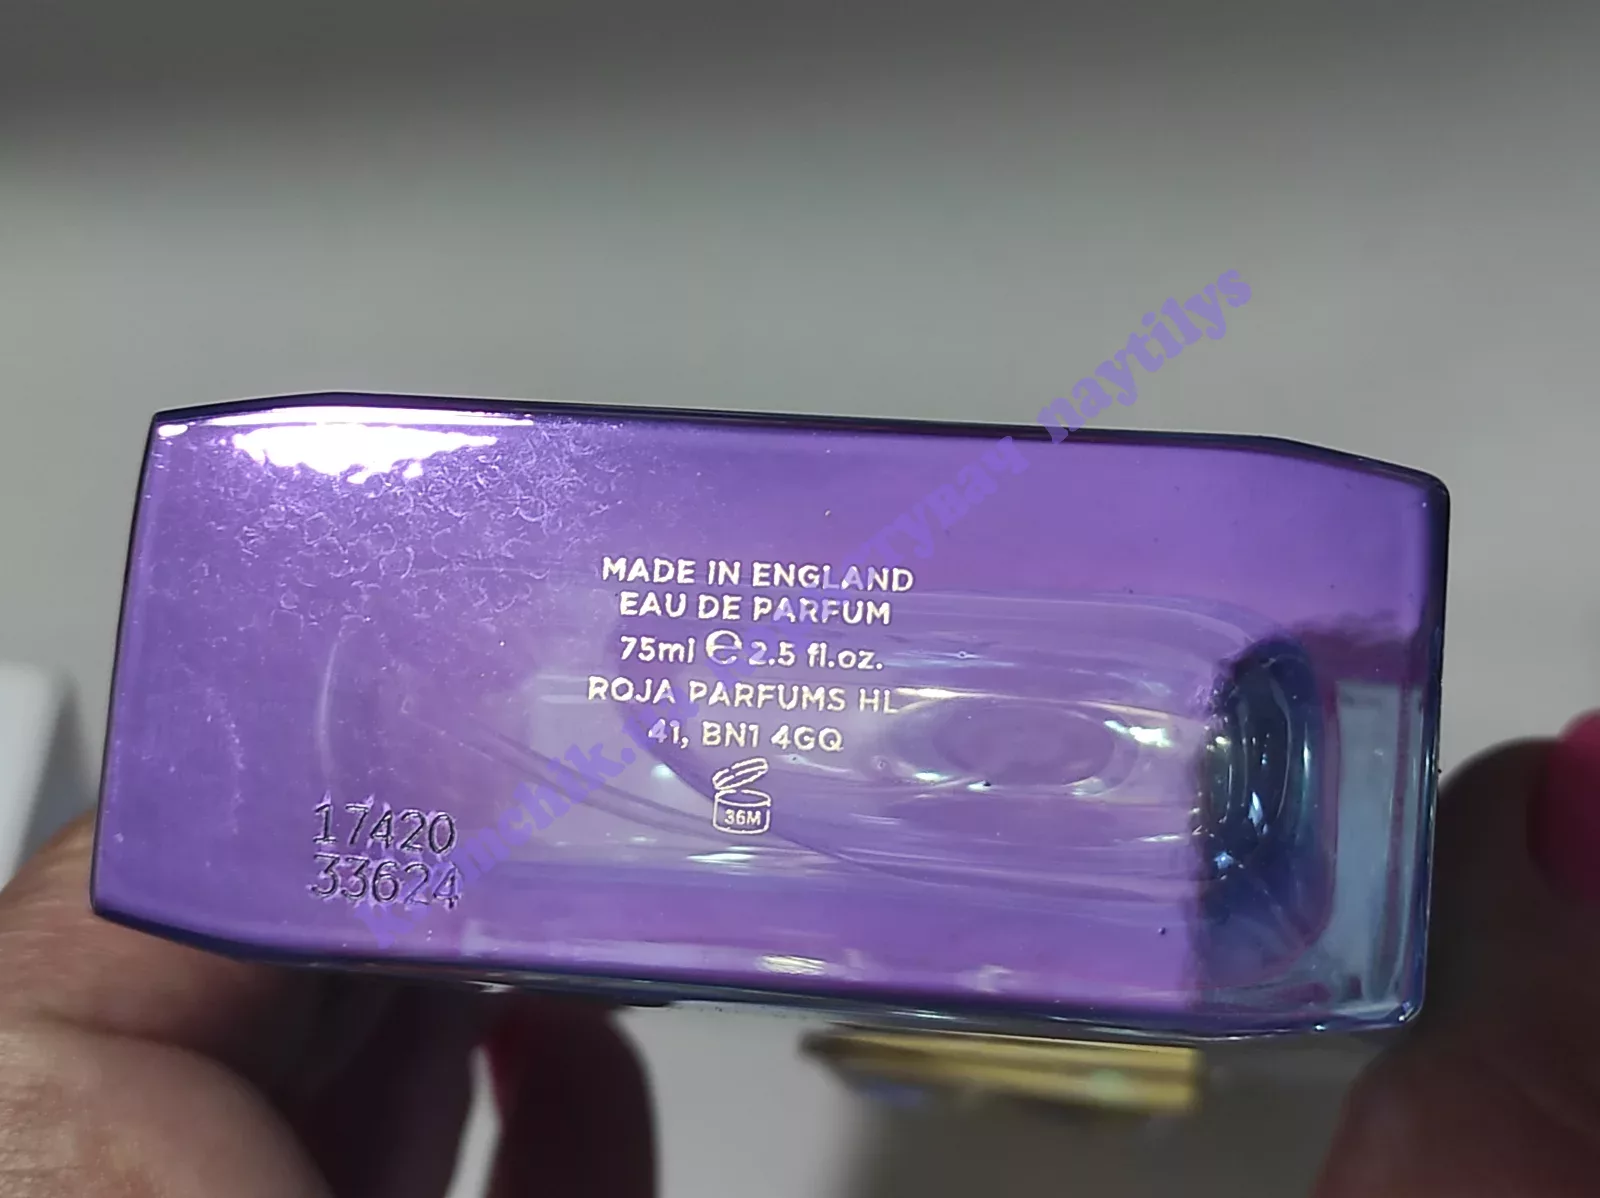 MADE IN ENGLAND
EAU DE PARFUM
75ml ℮ 2.5 fl.oz.
ROJA PARFUMS HL
41, BN1 4GQ
36M
17420
33624
naytilys